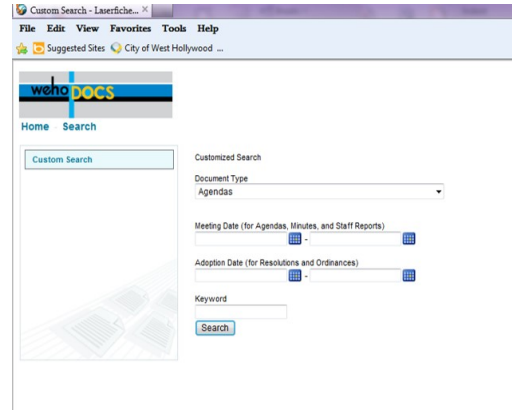 Custom Search - Laserfiche... ×
File Edit View Favorites Tools Help
Suggested Sites City of West Hollywood ...
weho DOCS
Home Search
Custom Search
Customized Search
Document Type
Agendas
Meeting Date (for Agendas, Minutes, and Staff Reports)
-
Adoption Date (for Resolutions and Ordinances)
-
Keyword
Search